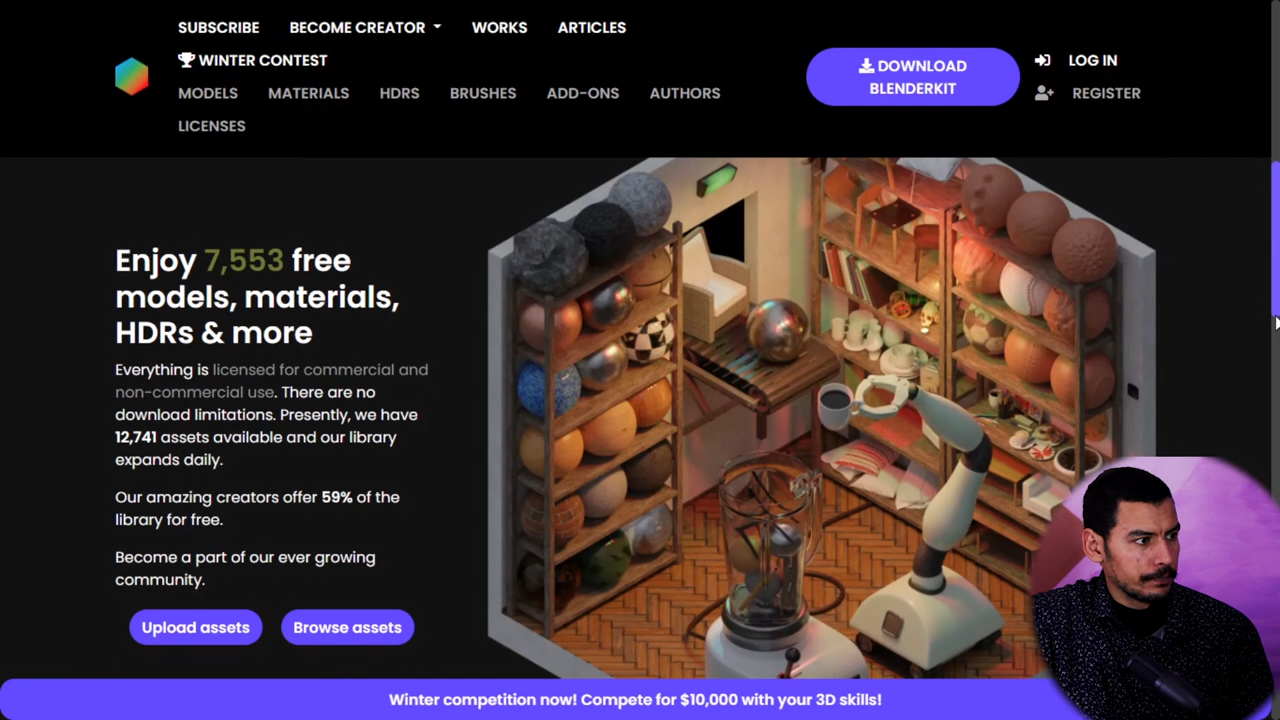 SUBSCRIBE BECOME CREATOR WORKS ARTICLES
WINTER CONTEST
MODELS MATERIALS HDRS BRUSHES ADD-ONS AUTHORS
LICENSES
DOWNLOAD
BLENDERKIT
LOG IN
REGISTER
Enjoy 7,553 free
models, materials,
HDRs & more
Everything is licensed for commercial and
non-commercial use. There are no
download limitations. Presently, we have
12,741 assets available and our library
expands daily.
Our amazing creators offer 59% of the
library for free.
Become a part of our ever growing
community.
Upload assets Browse assets
Winter competition now! Compete for $10,000 with your 3D skills!